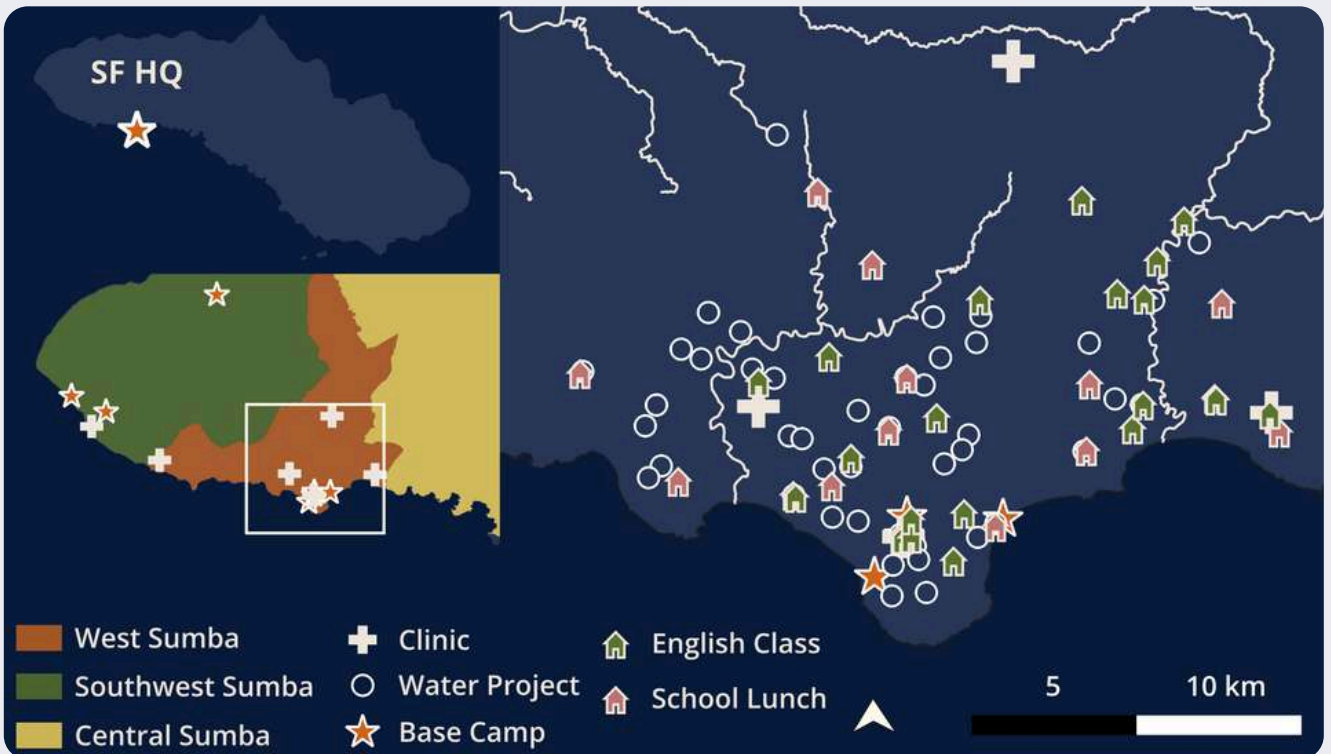 SF HQ
West Sumba
Southwest Sumba
Central Sumba
Clinic
Water Project
Base Camp
English Class
School Lunch
5 10 km